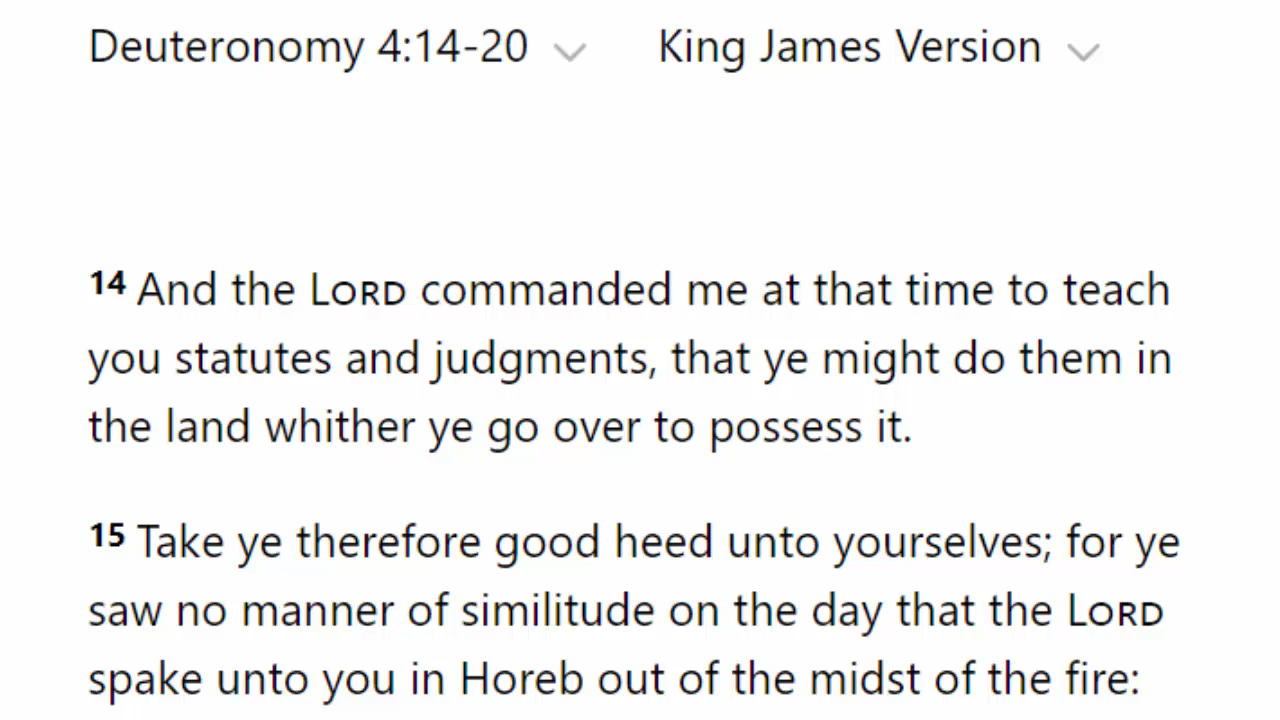 Deuteronomy 4:14-20 King James Version
14 And the LORD commanded me at that time to teach
you statutes and judgments, that ye might do them in
the land whither ye go over to possess it.
15 Take ye therefore good heed unto yourselves; for ye
saw no manner of similitude on the day that the LORD
spake unto you in Horeb out of the midst of the fire: